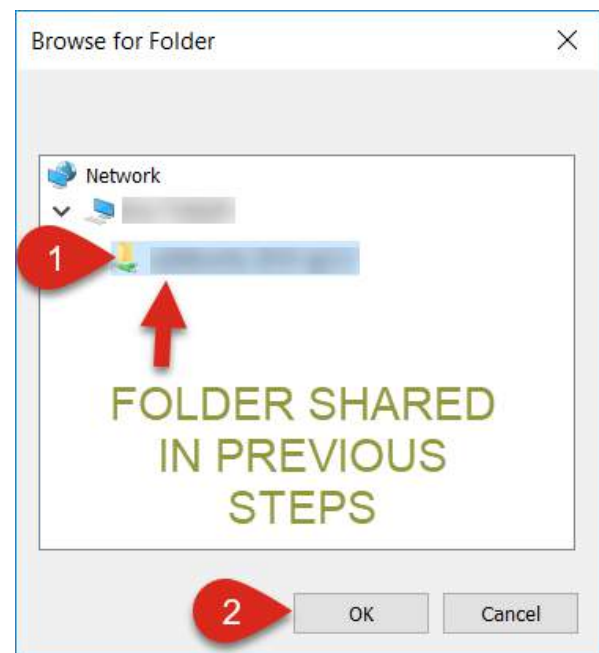 Browse for Folder
Network
1
FOLDER SHARED
IN PREVIOUS
STEPS
2
OK
Cancel